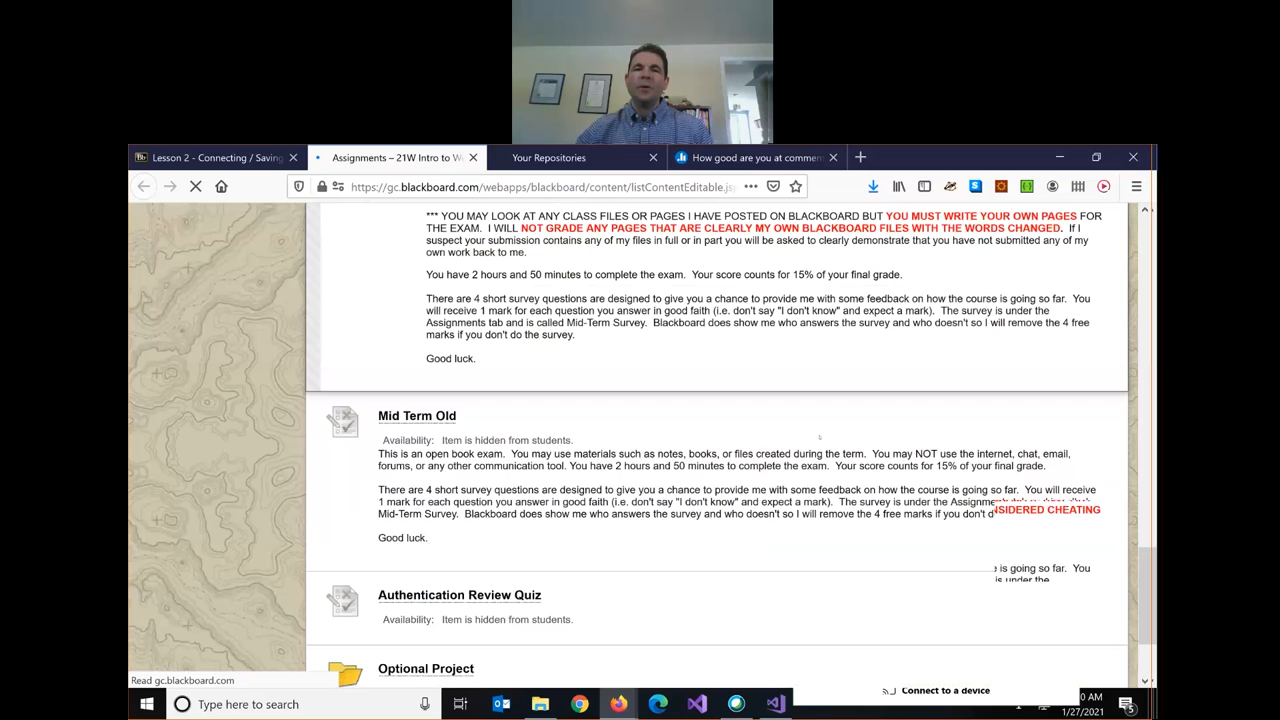 Lesson 2 - Connecting / Saving
Assignments – 21W Intro to W
Your Repositories
How good are you at comment
https://gc.blackboard.com/webapps/blackboard/content/listContentEditable.js
*** YOU MAY LOOK AT ANY CLASS FILES OR PAGES I HAVE POSTED ON BLACKBOARD BUT YOU MUST WRITE YOUR OWN PAGES FOR
THE EXAM. I WILL NOT GRADE ANY PAGES THAT ARE CLEARLY MY OWN BLACKBOARD FILES WITH THE WORDS CHANGED. If I
suspect your submission contains any of my files in full or in part you will be asked to clearly demonstrate that you have not submitted any of my
own work back to me.
You have 2 hours and 50 minutes to complete the exam. Your score counts for 15% of your final grade.
There are 4 short survey questions are designed to give you a chance to provide me with some feedback on how the course is going so far. You
will receive 1 mark for each question you answer in good faith (i.e. don't say "I don't know" and expect a mark). The survey is under the
Assignments tab and is called Mid-Term Survey. Blackboard does show me who answers the survey and who doesn't so I will remove the 4 free
marks if you don't do the survey.
Good luck.
Mid Term Old
Availability: Item is hidden from students.
This is an open book exam. You may use materials such as notes, books, or files created during the term. You may NOT use the internet, chat, email,
forums, or any other communication tool. You have 2 hours and 50 minutes to complete the exam. Your score counts for 15% of your final grade.
There are 4 short survey questions are designed to give you a chance to provide me with some feedback on how the course is going so far. You will receive
1 mark for each question you answer in good faith (i.e. don't say "I don't know" and expect a mark). The survey is under the Assignme
Mid-Term Survey. Blackboard does show me who answers the survey and who doesn't so I will remove the 4 free marks if you don't d
NSIDERED CHEATING
Good luck.
is going so far. You
is under the
Authentication Review Quiz
Availability: Item is hidden from students.
Optional Project
Read gc.blackboard.com
Connect to a device
Type here to search
0 AM
1/27/2021
5